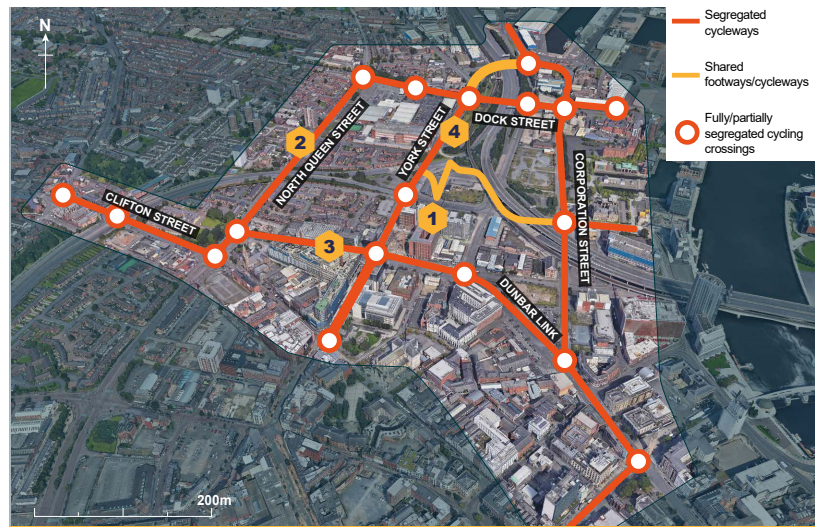 N
Segregated
cycleways
Shared
footways/cycleways
Fully/partially
segregated cycling
crossings
4
DOCK STREET
2
NORTH QUEEN STREET
YORK STREET
CORPORATION STREET
CLIFTON STREET
1
3
DUNBAR LINK
200m